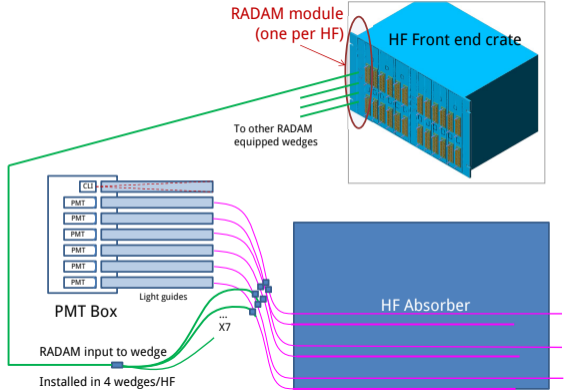 RADAM module
(one per HF)
HF Front end crate
To other RADAM
equipped wedges
CLI
PMT
PMT
PMT
PMT
PMT
PMT
Light guides
PMT Box
...
X7
HF Absorber
RADAM input to wedge
Installed in 4 wedges/HF